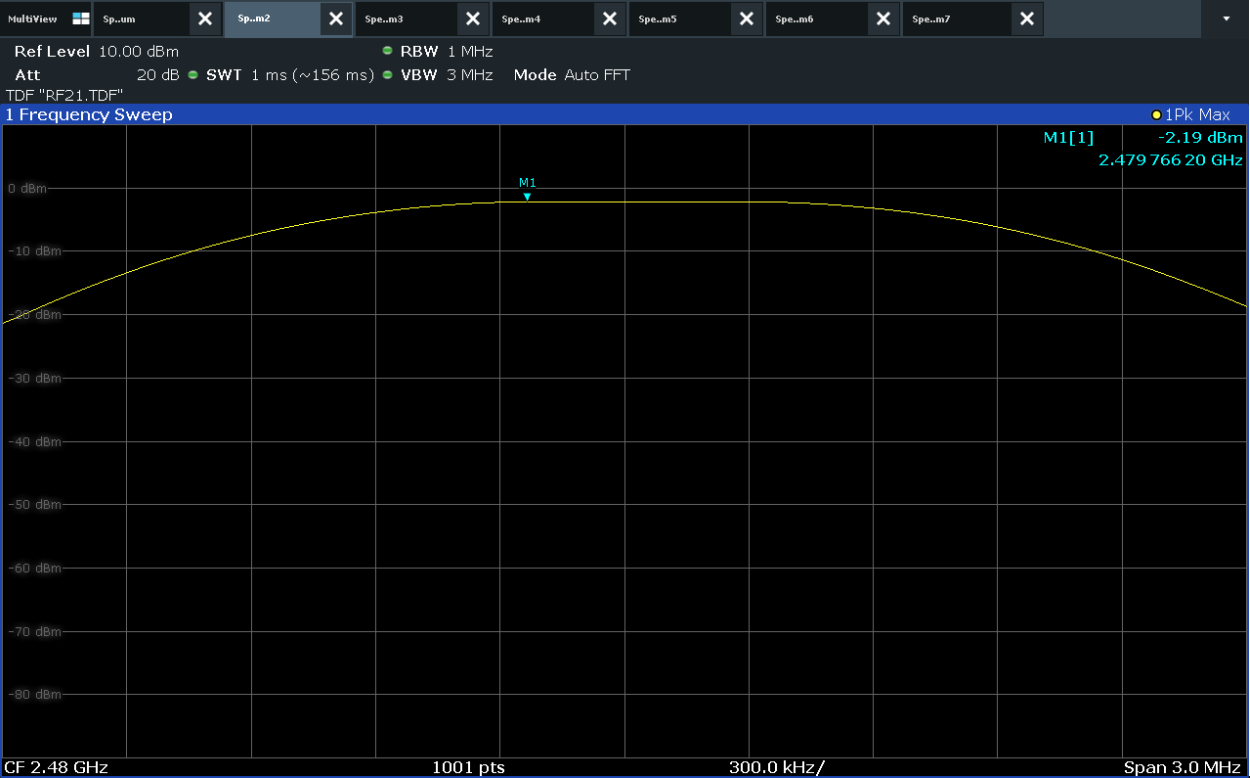 MultiView Sp..um Sp..m2 Spe..m3 Spe..m4 Spe..m5 Spe..m6 Spe..m7
Ref Level 10.00 dBm RBW 1 MHz
Att 20 dB SWT 1 ms (~156 ms) VBW 3 MHz Mode Auto FFT
TDF "RF21.TDF"
1 Frequency Sweep 1Pk Max
M1[1] -2.19 dBm
2.479 766 20 GHz
M1
0 dBm
-10 dBm
-20 dBm
-30 dBm
-40 dBm
-50 dBm
-60 dBm
-70 dBm
-80 dBm
CF 2.48 GHz 1001 pts 300.0 kHz/ Span 3.0 MHz